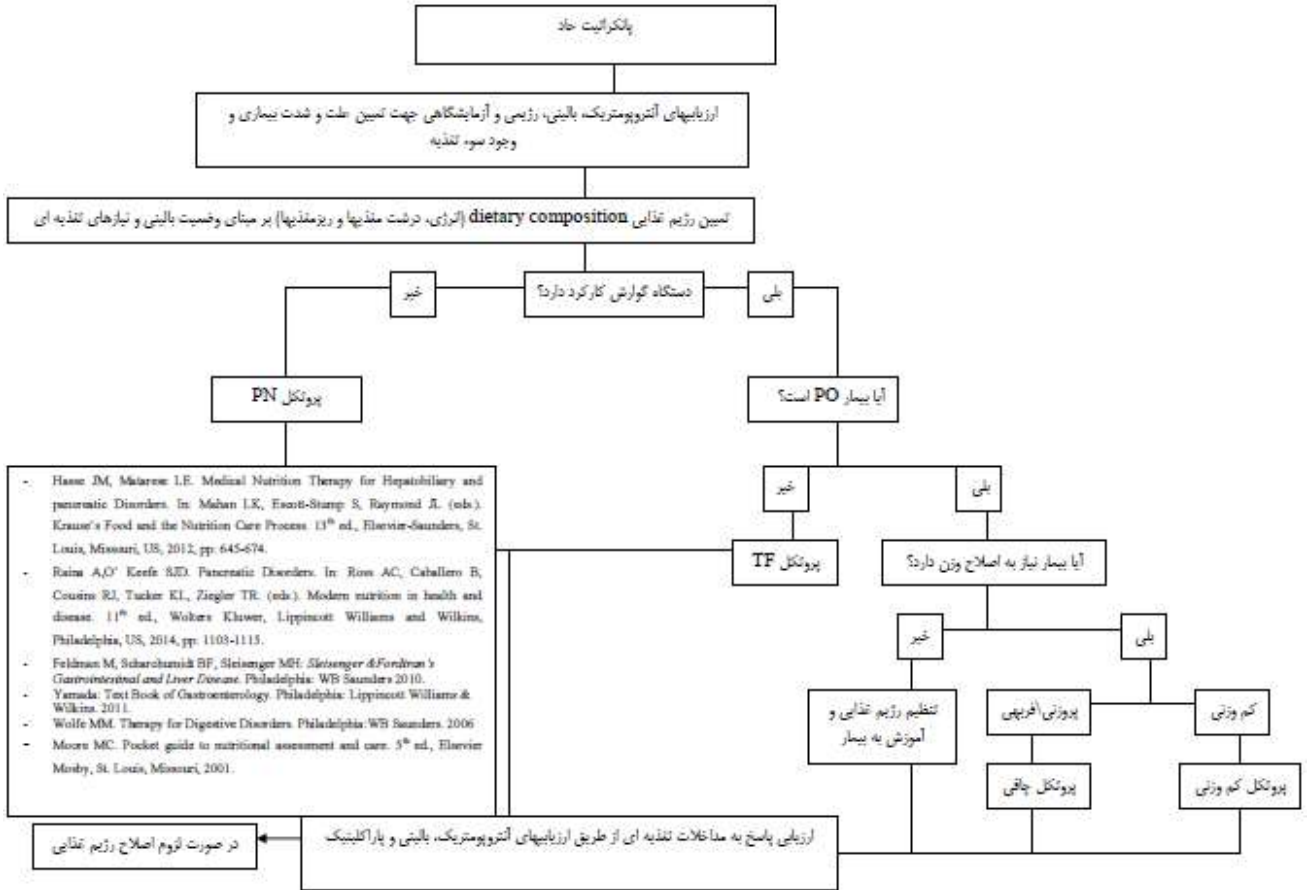 پانکراتیت حاد
ارزیابیهای آنتروپومتریک، بالینی، رژیمی و آزمایشگاهی جهت تعیین علت و شدت بیماری و
وجود سوء تغذیه
تعیین رژیم غذایی dietary composition (انرژی، درشت مغذیها و ریزمغذیها) بر مبنای وضعیت بالینی و نیازهای تغذیه ای
بلی
دستگاه گوارش کارکرد دارد؟
خیر
آیا بیمار PO است؟
پروتکل PN
- Hasse JM, Matarese LE. Medical Nutrition Therapy for Hepatobiliary and
pancreatic Disorders. In: Mahan LK, Escott-Stump S, Raymond JL. (eds.).
Krause's Food and the Nutrition Care Process. 13th ed., Elsevier-Saunders, St.
Louis, Missouri, US, 2012, pp: 645-674.
- Raina A,O' Keefe SJD. Pancreatic Disorders. In: Ross AC, Caballero B,
Cousins RJ, Tucker KL, Ziegler TR. (eds.). Modern nutrition in health and
disease. 11th ed., Wolters Kluwer, Lippincott Williams and Wilkins,
Philadelphia, US, 2014, pp: 1103-1115.
- Feldman M, Scharchumidt BF, Sleisenger MH: Sleisenger &Fordtran's
Gastrointestinal and Liver Disease. Philadelphia: WB Saunders 2010.
- Yamada: Text Book of Gastroenterology. Philadelphia: Lippincott Williams &
Wilkins. 2011.
- Wolfe MM. Therapy for Digestive Disorders. Philadelphia: WB Saunders. 2006
- Moore MC. Pocket guide to nutritional assessment and care. 5th ed., Elsevier
Mosby, St. Louis, Missouri, 2001.
بلی
خیر
آیا بیمار نیاز به اصلاح وزن دارد؟
پروتکل TF
بلی
خیر
کم وزنی
پروزنی\فربهی
تنظیم رژیم غذایی و
آموزش به بیمار
پروتکل کم وزنی
پروتکل چاقی
ارزیابی پاسخ به مداخلات تغذیه ای از طریق ارزیابیهای آنتروپومتریک، بالینی و پاراکلینیک
در صورت لزوم اصلاح رژیم غذایی